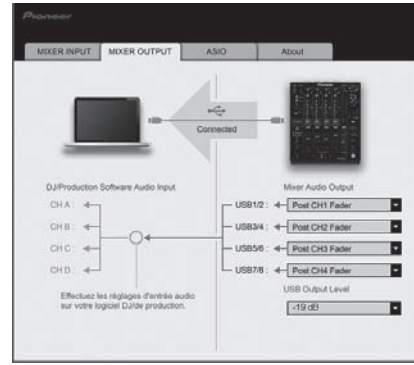 Pioneer
MIXER INPUT MIXER OUTPUT ASIO About
Connected
DJ/Production Software Audio Input Mixer Audio Output
CH A : USB1/2 : Post CH1 Fader
CH B : USB3/4 : Post CH2 Fader
CH C : USB5/6 : Post CH3 Fader
CH D : USB7/8 : Post CH4 Fader
Effectuez les réglages d'entrée audio
sur votre logiciel DJ/de production.
USB Output Level
-19 dB